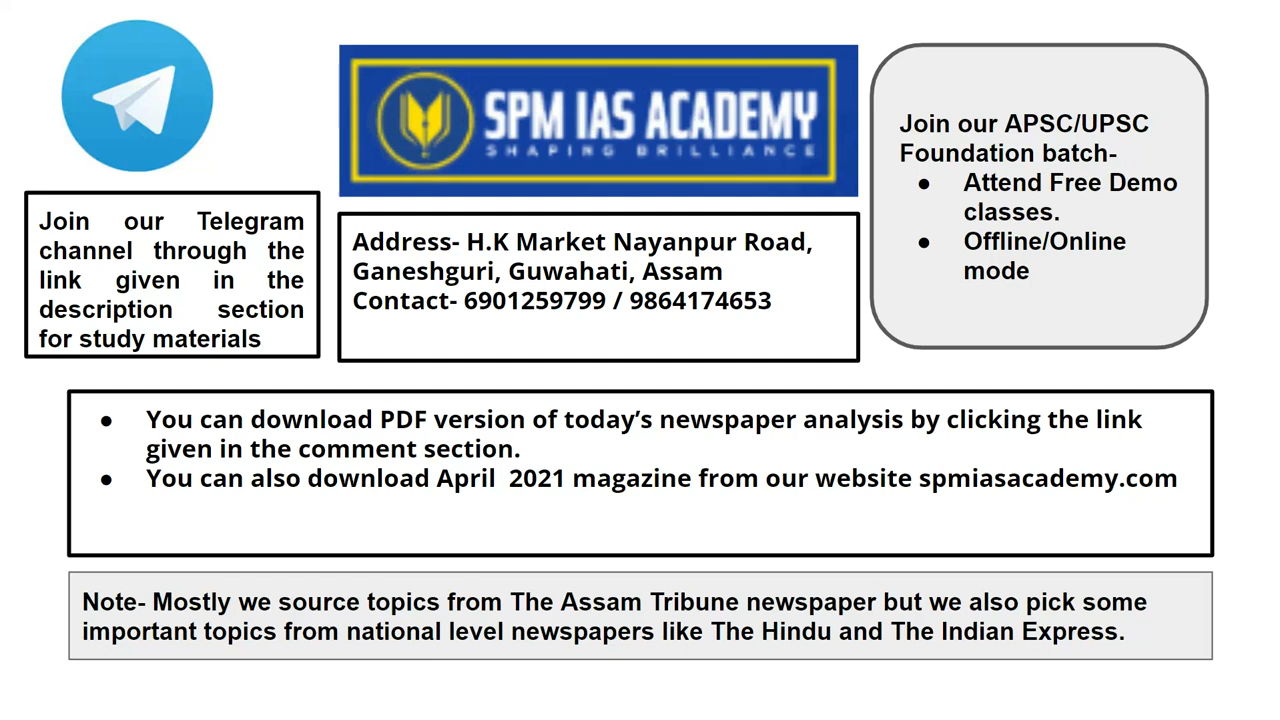 SPM IAS ACADEMY
SHAPING BRILLIANCE
Join our Telegram
channel through the
link given in the
description section
for study materials
Address- H.K Market Nayanpur Road,
Ganeshguri, Guwahati, Assam
Contact- 6901259799 / 9864174653
Join our APSC/UPSC
Foundation batch-
● Attend Free Demo
classes.
● Offline/Online
mode
● You can download PDF version of today’s newspaper analysis by clicking the link
given in the comment section.
● You can also download April  2021 magazine from our website spmiasacademy.com
Note- Mostly we source topics from The Assam Tribune newspaper but we also pick some
important topics from national level newspapers like The Hindu and The Indian Express.